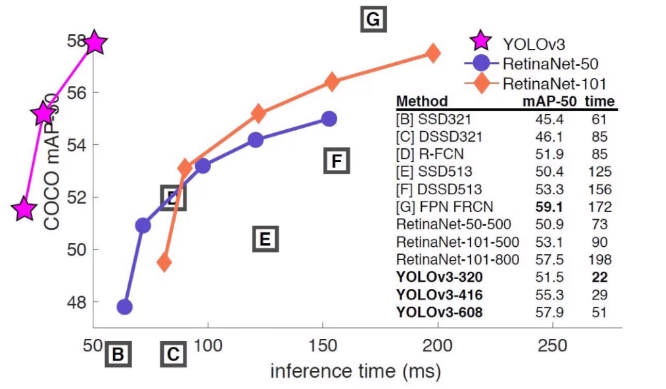 G
58
YOLOv3
RetinaNet-50
RetinaNet-101
56
COCO mAP-50
Method mAP-50 time
[B] SSD321 45.4 61
[C] DSSD321 46.1 85
[D] R-FCN 51.9 85
[E] SSD513 50.4 125
[F] DSSD513 53.3 156
[G] FPN FRCN 59.1 172
RetinaNet-50-500 50.9 73
RetinaNet-101-500 53.1 90
RetinaNet-101-800 57.5 198
YOLOv3-320 51.5 22
YOLOv3-416 55.3 29
YOLOv3-608 57.9 51
54
F
52
D
E
50
48
50 100 150 200 250
B C
inference time (ms)